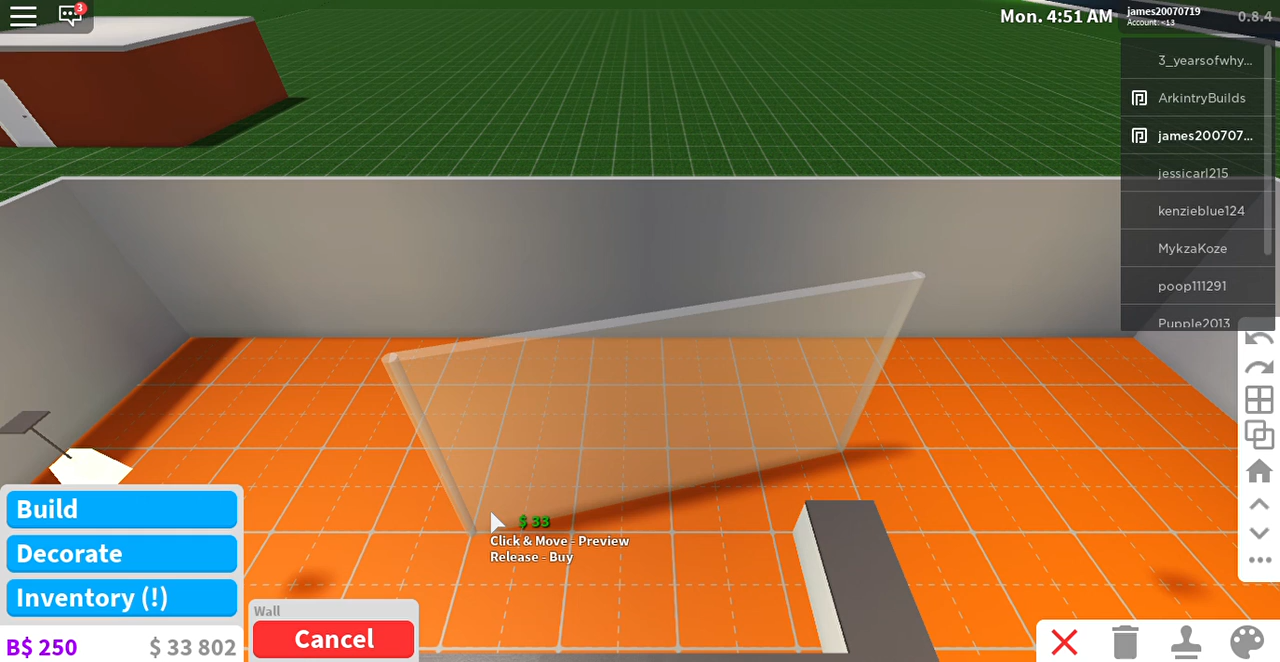 3
Mon. 4:51 AM
james20070719
Account: <13
0.8.4
3_yearsofwhy...
ArkintryBuilds
james200707...
jessicarl215
kenzieblue124
MykzaKoze
poop111291
Pupple2013
$ 33
Click & Move - Preview
Release - Buy
Build
Decorate
Inventory (!)
B$ 250
$ 33 802
Wall
Cancel